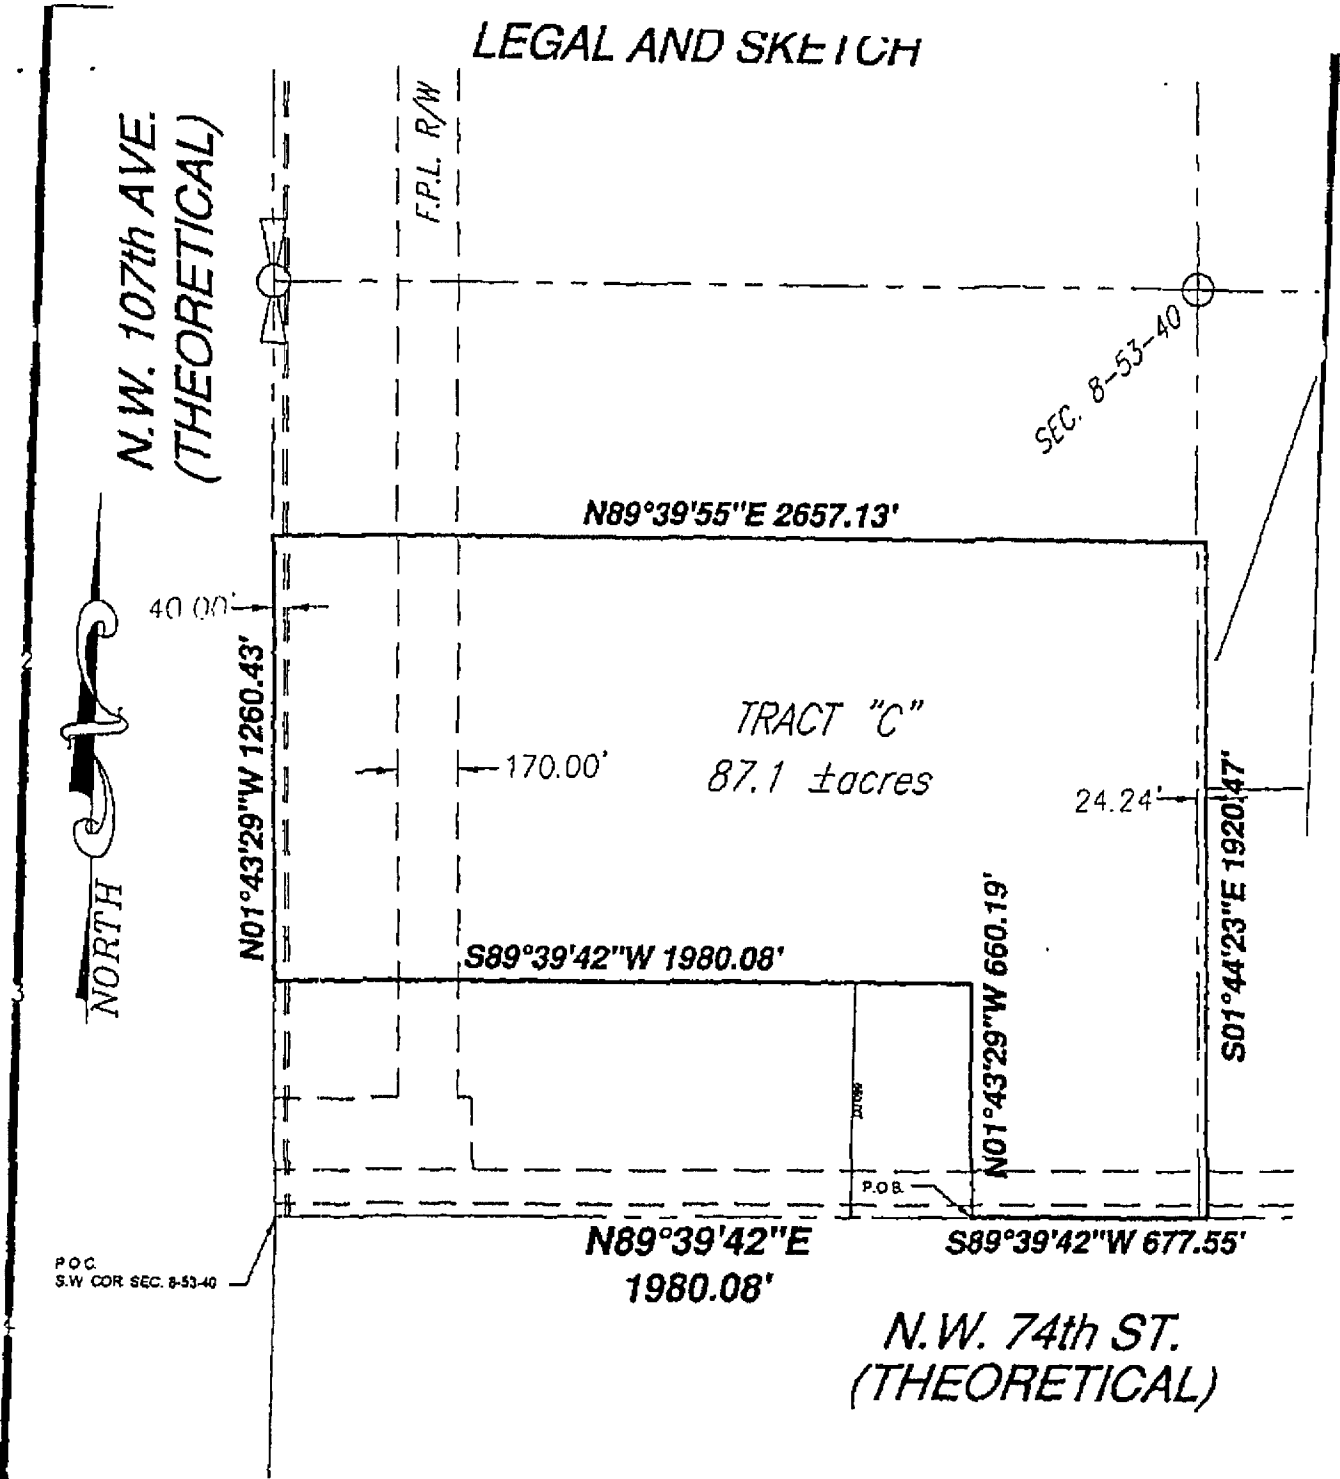 LEGAL AND SKETCH
N.W. 107th AVE.
(THEORETICAL)
F.P.L. R/W
SEC. 8-53-40
N89°39'55"E 2657.13'
40.00'
N01°43'29"W 1260.43'
TRACT "C"
87.1 ±acres
170.00'
24.24'
S01°44'23"E 1920.47'
NORTH
S89°39'42"W 1980.08'
N01°43'29"W 660.19'
P.O.B.
N89°39'42"E
1980.08'
S89°39'42"W 677.55'
P.O.C.
S.W COR SEC. 8-53-40
N.W. 74th ST.
(THEORETICAL)
2
3